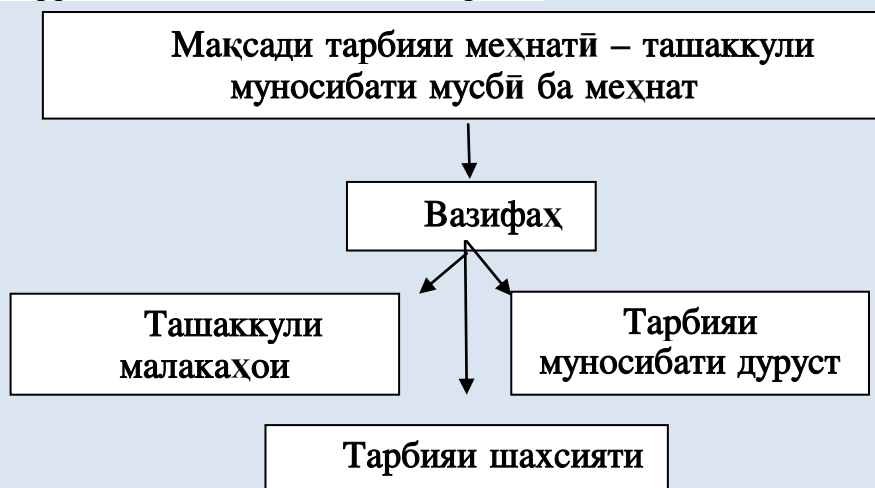 Мақсади тарбияи меҳнатӣ – ташаккули
муносибати мусбӣ ба меҳнат
Вазифаҳ
Ташаккули
малакаҳои
Тарбияи
муносибати дуруст
Тарбияи шахсияти